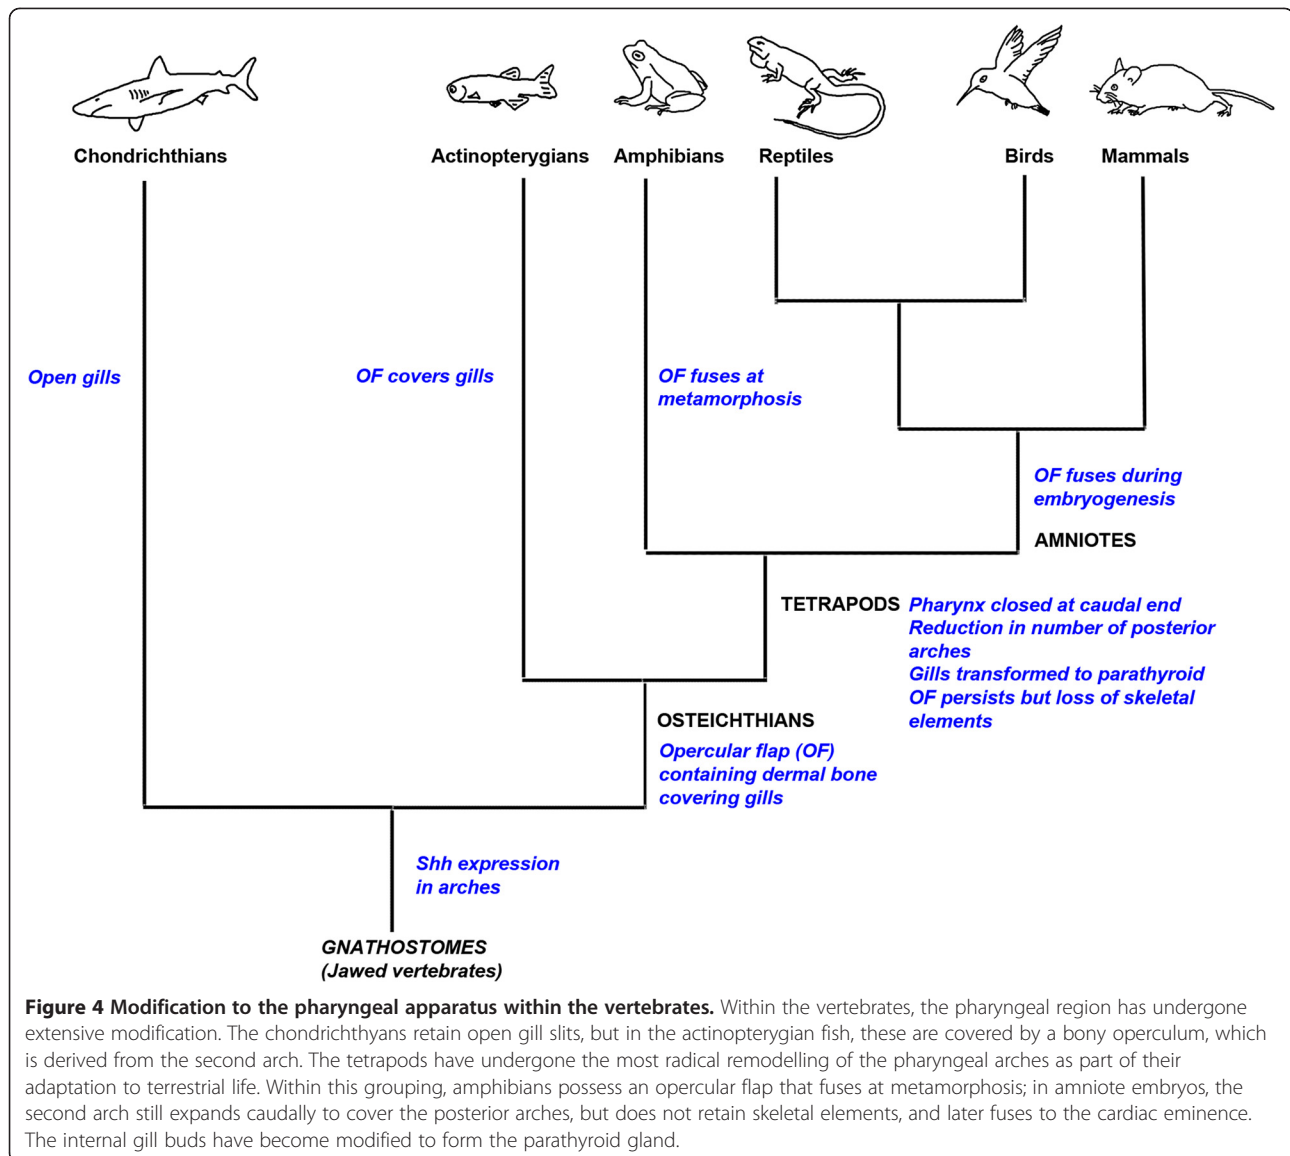 Chondrichthians
Actinopterygians
Amphibians
Reptiles
Birds
Mammals
Open gills
OF covers gills
OF fuses at
metamorphosis
OF fuses during
embryogenesis
AMNIOTES
TETRAPODS
Pharynx closed at caudal end
Reduction in number of posterior
arches
Gills transformed to parathyroid
OF persists but loss of skeletal
elements
OSTEICHTHIANS
Opercular flap (OF)
containing dermal bone
covering gills
Shh expression
in arches
GNATHOSTOMES
(Jawed vertebrates)
Figure 4 Modification to the pharyngeal apparatus within the vertebrates. Within the vertebrates, the pharyngeal region has undergone
extensive modification. The chondrichthyans retain open gill slits, but in the actinopterygian fish, these are covered by a bony operculum, which
is derived from the second arch. The tetrapods have undergone the most radical remodelling of the pharyngeal arches as part of their
adaptation to terrestrial life. Within this grouping, amphibians possess an opercular flap that fuses at metamorphosis; in amniote embryos, the
second arch still expands caudally to cover the posterior arches, but does not retain skeletal elements, and later fuses to the cardiac eminence.
The internal gill buds have become modified to form the parathyroid gland.